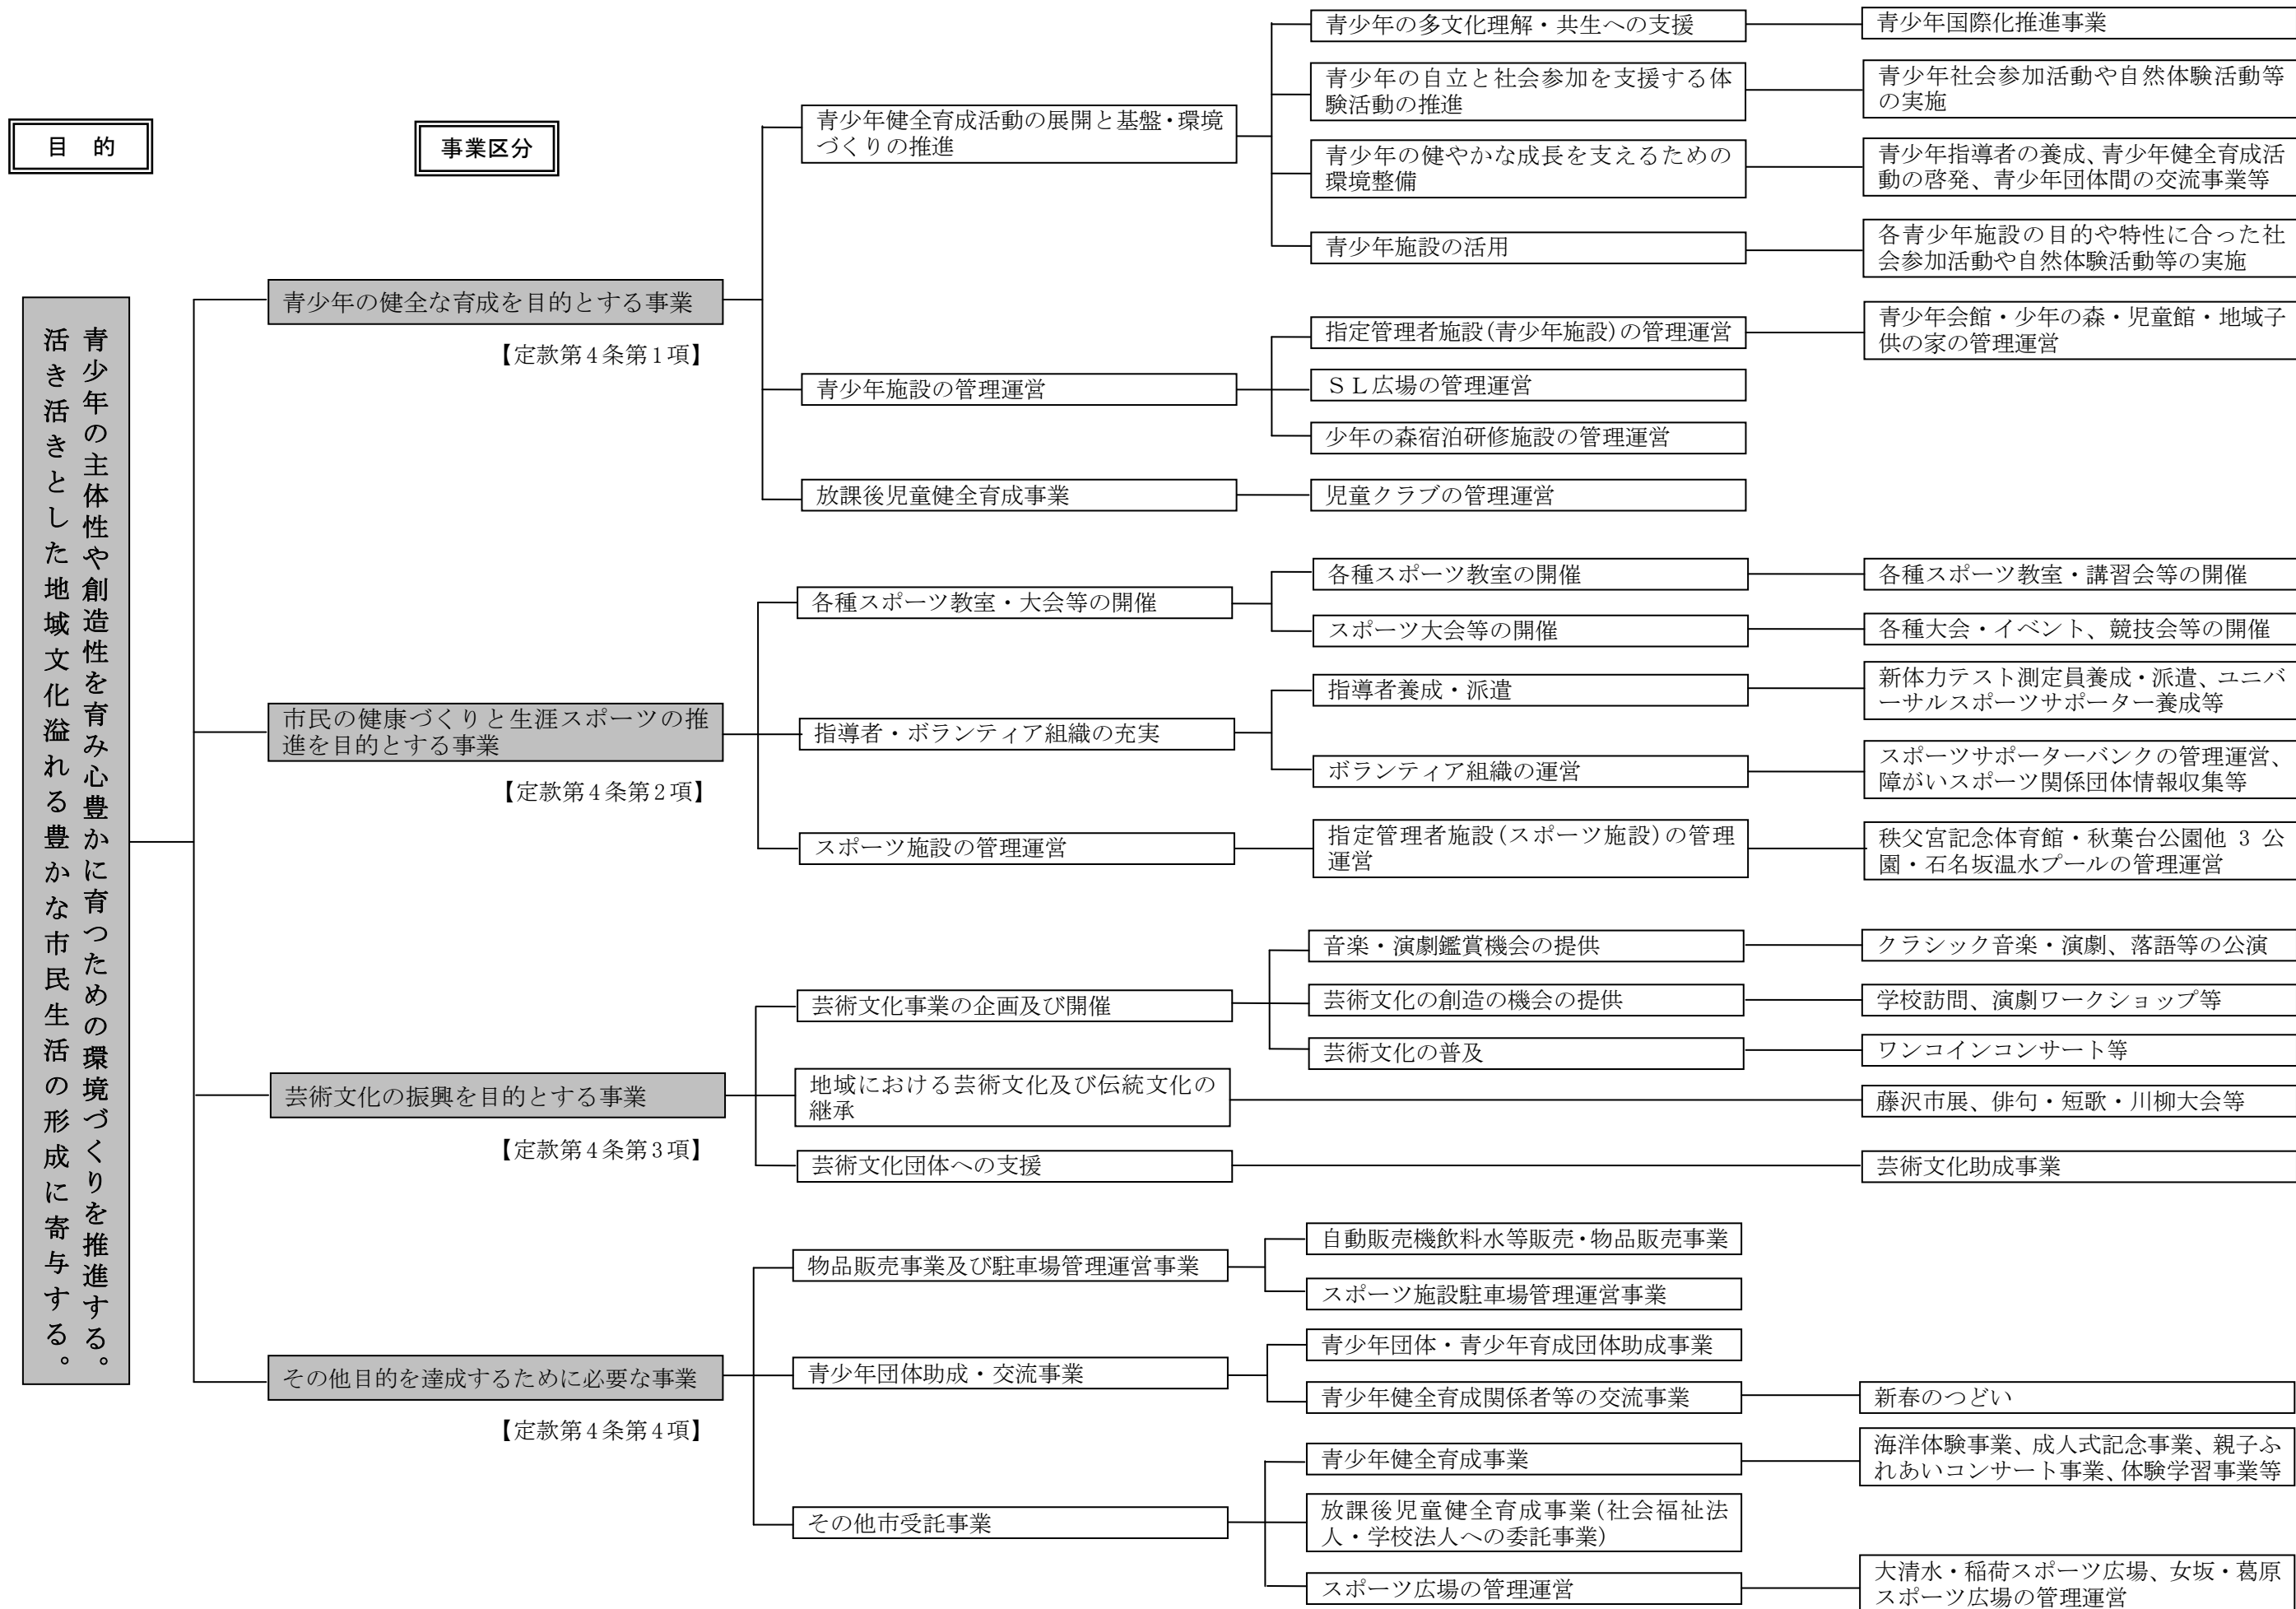 目　的
事業区分
青少年の主体性や創造性を育み心豊かに育つための環境づくりを推進する。
活き活きとした地域文化溢れる豊かな市民生活の形成に寄与する。
青少年の健全な育成を目的とする事業
【定款第4条第1項】
青少年健全育成活動の展開と基盤・環境
づくりの推進
青少年の多文化理解・共生への支援
青少年国際化推進事業
青少年の自立と社会参加を支援する体
験活動の推進
青少年社会参加活動や自然体験活動等
の実施
青少年の健やかな成長を支えるための
環境整備
青少年指導者の養成、青少年健全育成活
動の啓発、青少年団体間の交流事業等
青少年施設の活用
各青少年施設の目的や特性に合った社
会参加活動や自然体験活動等の実施
青少年施設の管理運営
指定管理者施設(青少年施設)の管理運営
青少年会館・少年の森・児童館・地域子
供の家の管理運営
ＳＬ広場の管理運営
少年の森宿泊研修施設の管理運営
放課後児童健全育成事業
児童クラブの管理運営
市民の健康づくりと生涯スポーツの推
進を目的とする事業
【定款第4条第2項】
各種スポーツ教室・大会等の開催
各種スポーツ教室の開催
各種スポーツ教室・講習会等の開催
スポーツ大会等の開催
各種大会・イベント、競技会等の開催
指導者・ボランティア組織の充実
指導者養成・派遣
新体力テスト測定員養成・派遣、ユニバ
ーサルスポーツサポーター養成等
ボランティア組織の運営
スポーツサポーターバンクの管理運営、
障がいスポーツ関係団体情報収集等
スポーツ施設の管理運営
指定管理者施設(スポーツ施設)の管理
運営
秩父宮記念体育館・秋葉台公園他 3 公
園・石名坂温水プールの管理運営
芸術文化の振興を目的とする事業
【定款第4条第3項】
芸術文化事業の企画及び開催
音楽・演劇鑑賞機会の提供
クラシック音楽・演劇、落語等の公演
芸術文化の創造の機会の提供
学校訪問、演劇ワークショップ等
芸術文化の普及
ワンコインコンサート等
地域における芸術文化及び伝統文化の
継承
藤沢市展、俳句・短歌・川柳大会等
芸術文化団体への支援
芸術文化助成事業
その他目的を達成するために必要な事業
【定款第4条第4項】
物品販売事業及び駐車場管理運営事業
自動販売機飲料水等販売・物品販売事業
スポーツ施設駐車場管理運営事業
青少年団体助成・交流事業
青少年団体・青少年育成団体助成事業
青少年健全育成関係者等の交流事業
新春のつどい
その他市受託事業
青少年健全育成事業
海洋体験事業、成人式記念事業、親子ふ
れあいコンサート事業、体験学習事業等
放課後児童健全育成事業(社会福祉法
人・学校法人への委託事業)
スポーツ広場の管理運営
大清水・稲荷スポーツ広場、女坂・葛原
スポーツ広場の管理運営